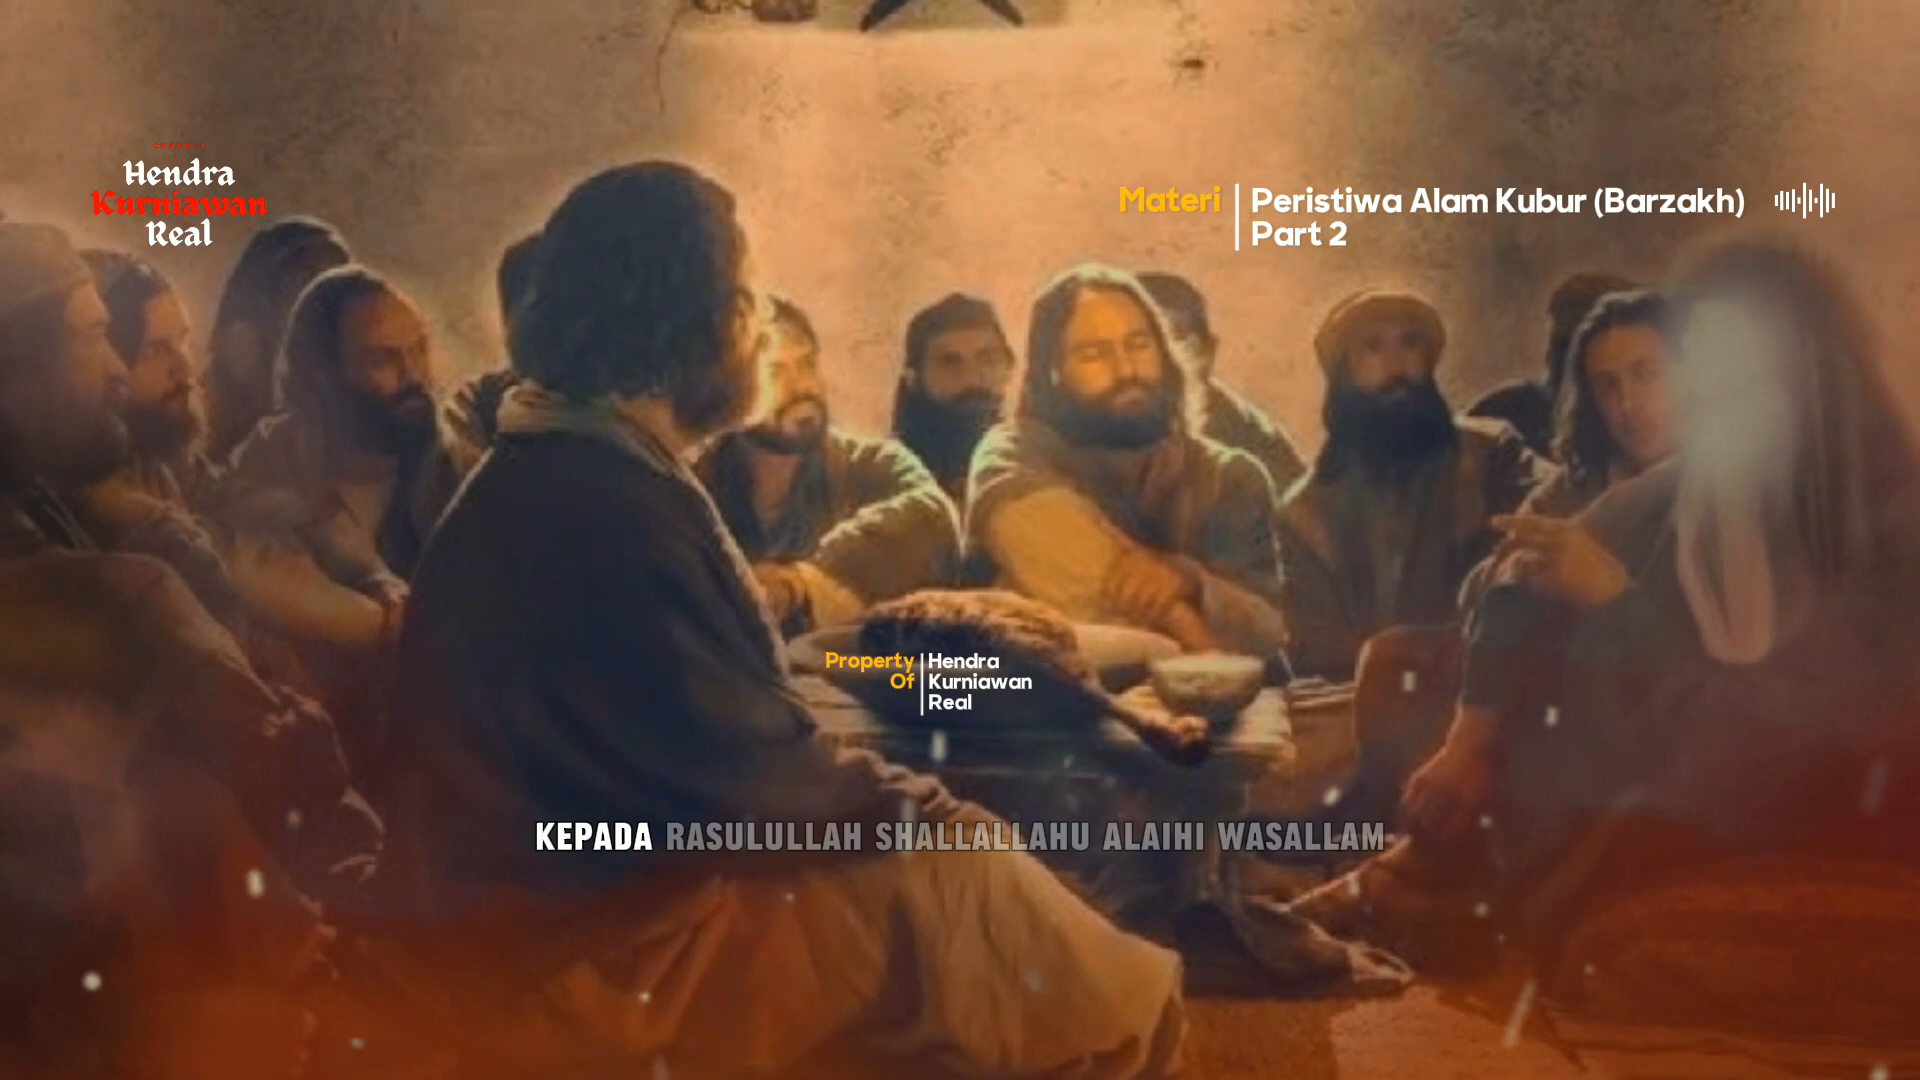 Hendra
Kurniawan
Real
Materi
Peristiwa Alam Kubur (Barzakh)
Part 2
Property
Of
Hendra
Kurniawan
Real
KEPADA RASULULLAH SHALLALLAHU ALAIHI WASALLAM